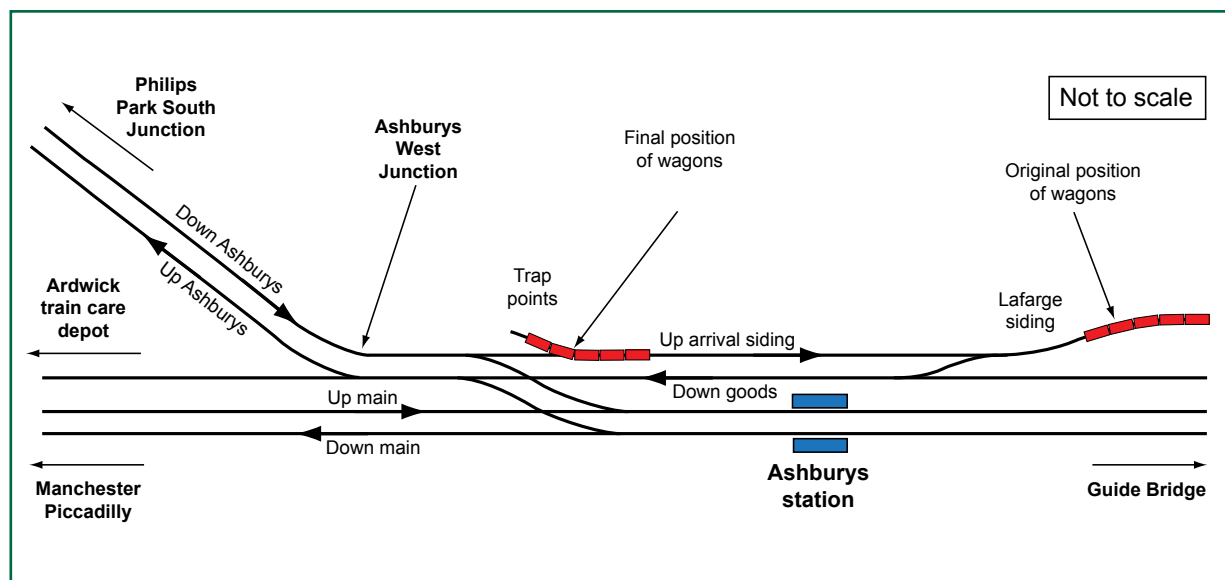 Philips
Park South
Junction
Ashburys
West
Junction
Final position
of wagons
Not to scale
Original position
of wagons
Down Ashburys
Up Ashburys
Trap
points
Lafarge
siding
Ardwick
train care
depot
Up arrival siding
Down goods
Up main
Down main
Ashburys
station
Manchester
Piccadilly
Guide Bridge